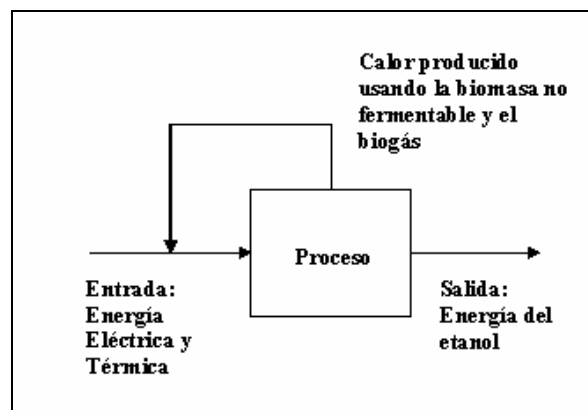 Calor producido
usando la biomasa no
fermentable y el
biogás
Proceso
Entrada:
Energía
Eléctrica y
Térmica
Salida:
Energía del
etanol